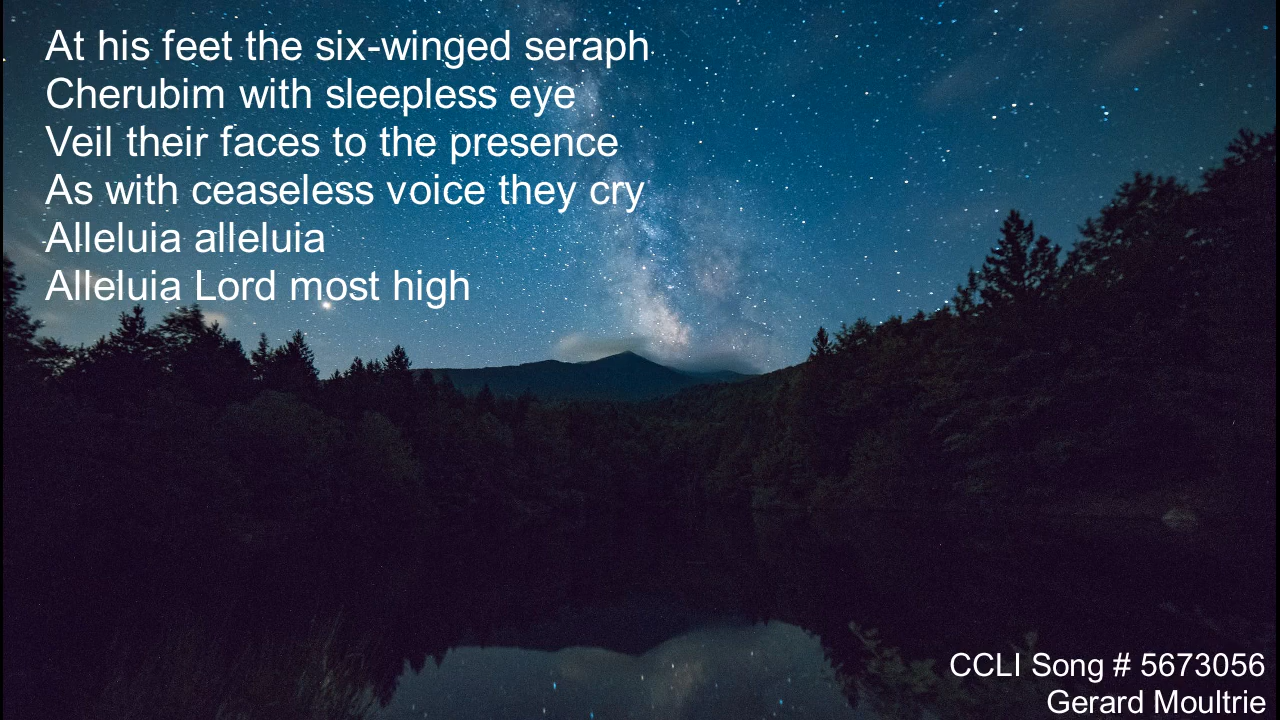 At his feet the six-winged seraph
Cherubim with sleepless eye
Veil their faces to the presence
As with ceaseless voice they cry
Alleluia alleluia
Alleluia Lord most high
CCLI Song # 5673056
Gerard Moultrie